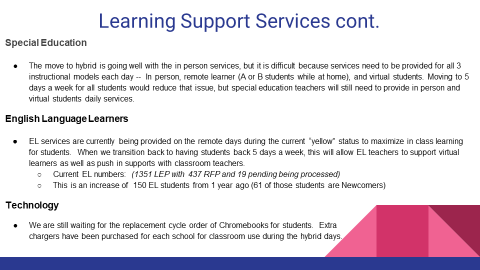 Learning Support Services cont.
Special Education
● The move to hybrid is going well with the in person services, but it is difficult because services need to be provided for all 3
instructional models each day -- In person, remote learner (A or B students while at home), and virtual students. Moving to 5
days a week for all students would reduce that issue, but special education teachers will still need to provide in person and
virtual students daily services.
English Language Learners
● EL services are currently being provided on the remote days during the current "yellow" status to maximize in class learning
for students. When we transition back to having students back 5 days a week, this will allow EL teachers to support virtual
learners as well as push in supports with classroom teachers.
○ Current EL numbers: (1351 LEP with 437 RFP and 19 pending being processed)
○ This is an increase of 150 EL students from 1 year ago (61 of those students are Newcomers)
Technology
● We are still waiting for the replacement cycle order of Chromebooks for students. Extra
chargers have been purchased for each school for classroom use during the hybrid days.